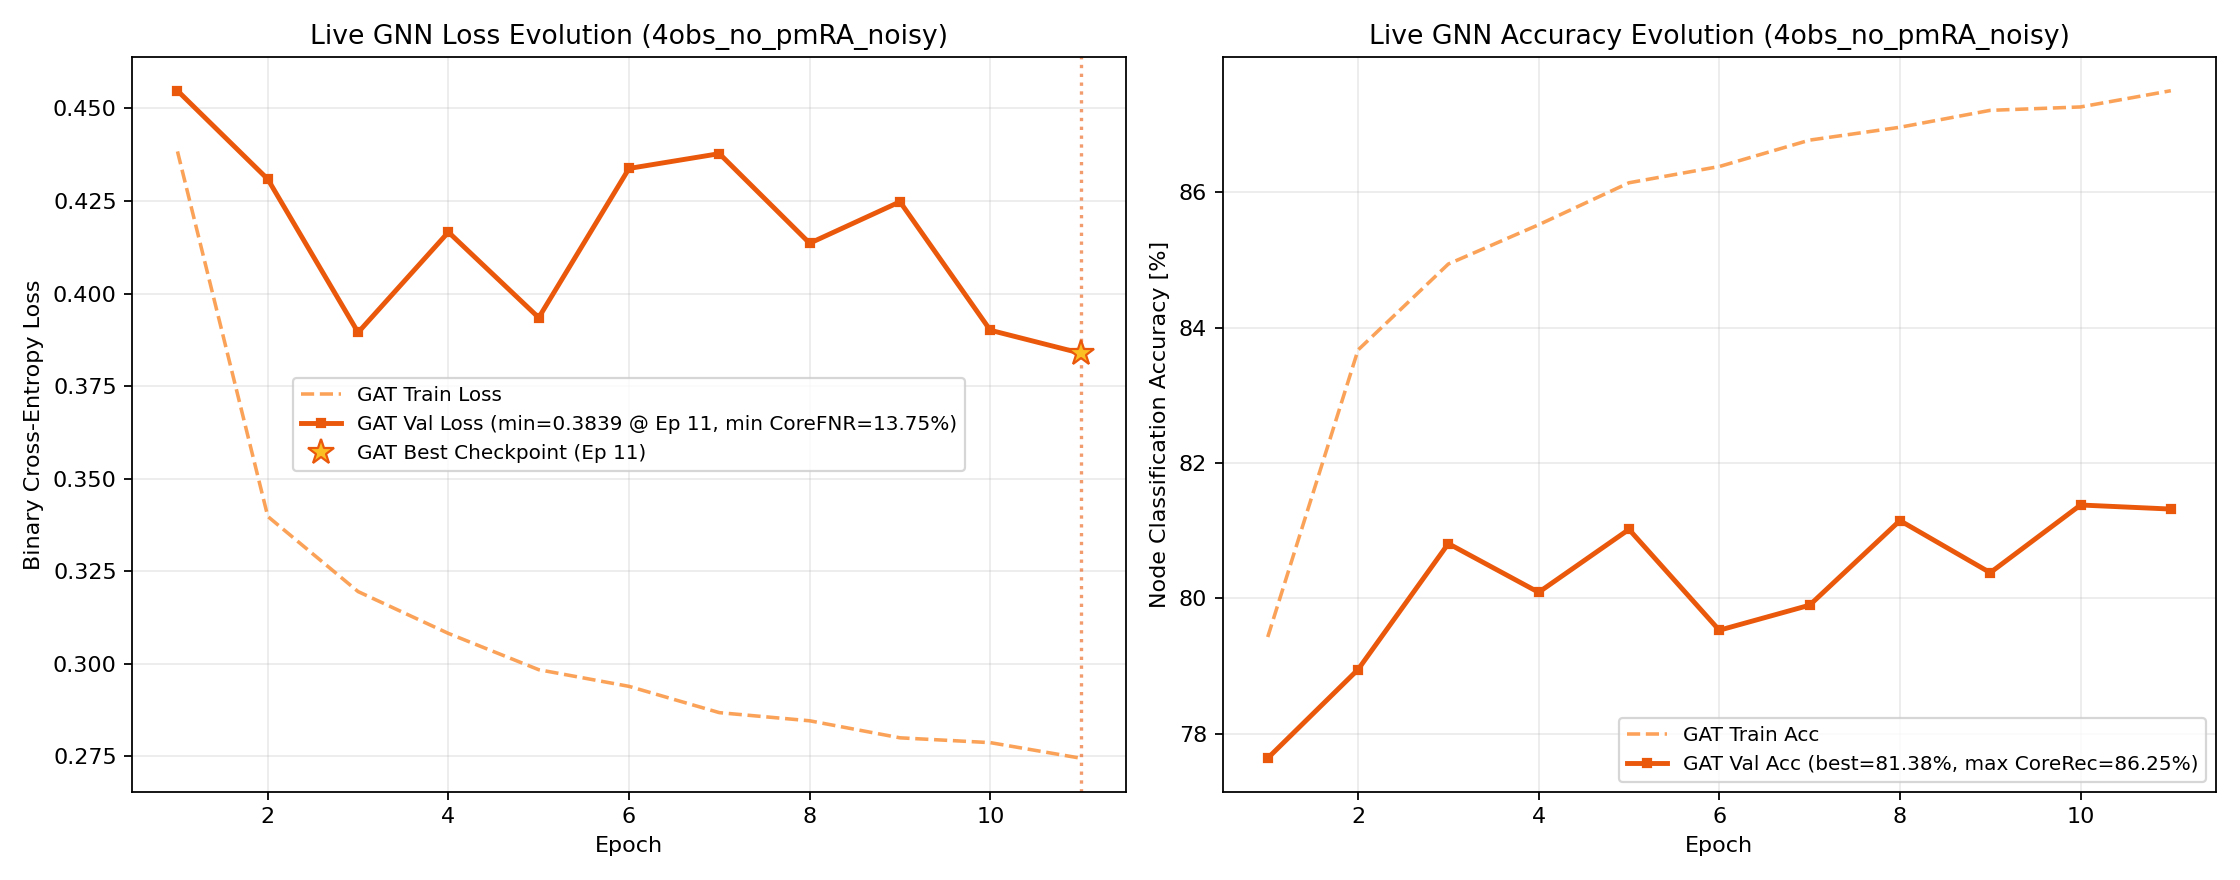 Live GNN Loss Evolution (4obs_no_pmRA_noisy)
Binary Cross-Entropy Loss
0.450
0.425
0.400
0.375
0.350
0.325
0.300
0.275
GAT Train Loss
GAT Val Loss (min=0.3839 @ Ep 11, min CoreFNR=13.75%)
GAT Best Checkpoint (Ep 11)
2 4 6 8 10
Epoch
Live GNN Accuracy Evolution (4obs_no_pmRA_noisy)
Node Classification Accuracy [%]
86
84
82
80
78
GAT Train Acc
GAT Val Acc (best=81.38%, max CoreRec=86.25%)
2 4 6 8 10
Epoch